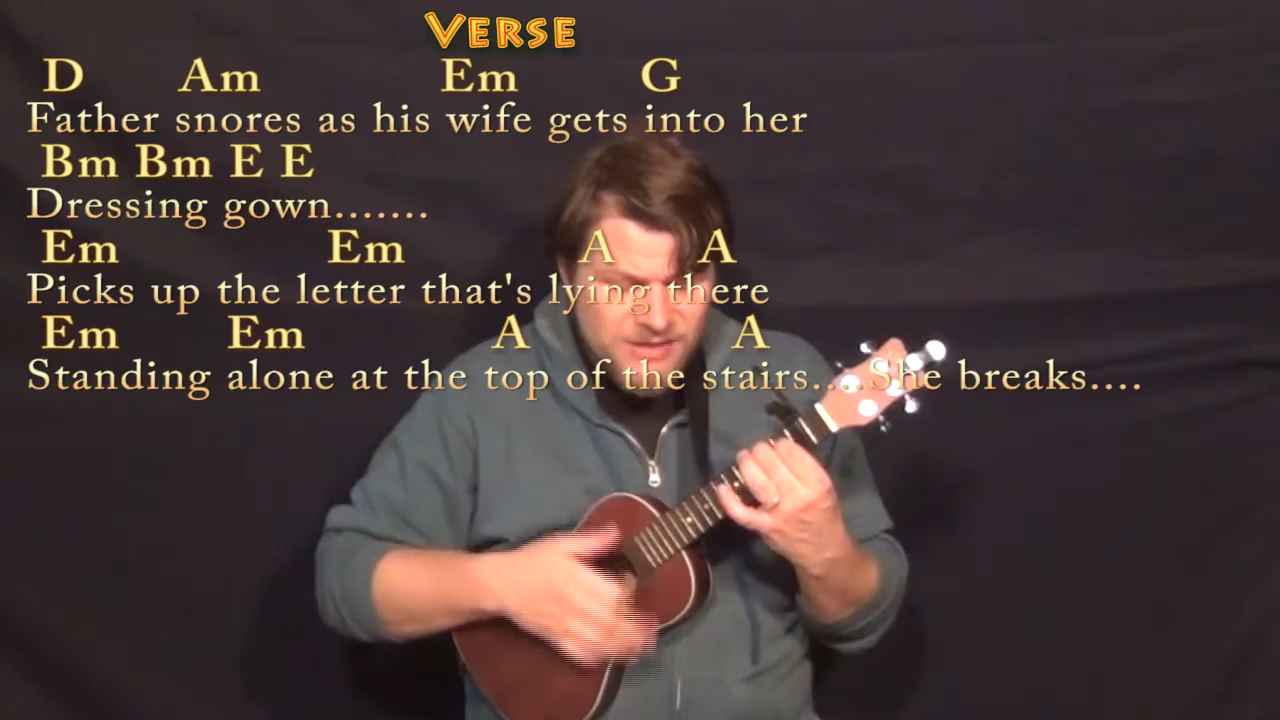 VERSE
D Am Em G
Father snores as his wife gets into her
Bm Bm E E
Dressing gown.......
Em Em A A
Picks up the letter that's lying there
Em Em A A
Standing alone at the top of the stairs....She breaks....